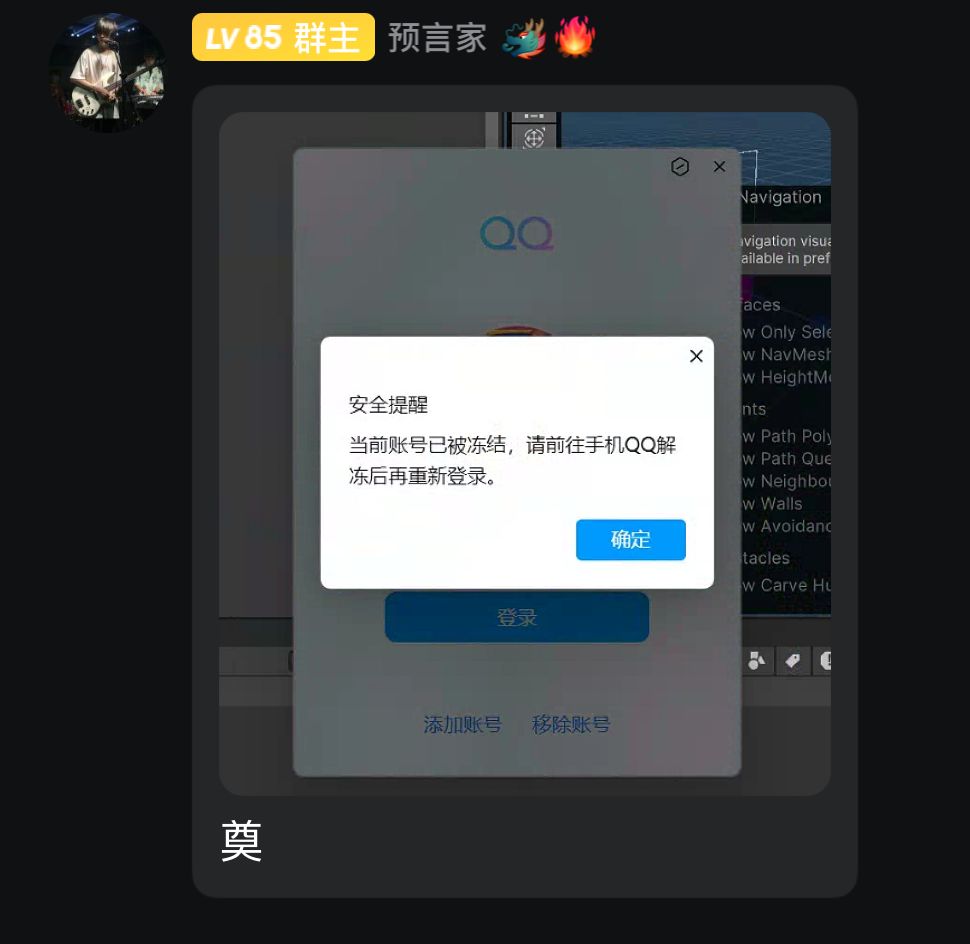 LV 85 群主 预言家
QQ
Navigation
avigation visua
ailable in pref
faces
w Only Sele
w NavMesh
w HeightMe
nts
w Path Poly
w Path Que
w Neighbou
w Walls
w Avoidanc
tacles
w Carve Hu
安全提醒
当前账号已被冻结，请前往手机QQ解
冻后再重新登录。
确定
登录
添加账号 移除账号
奠